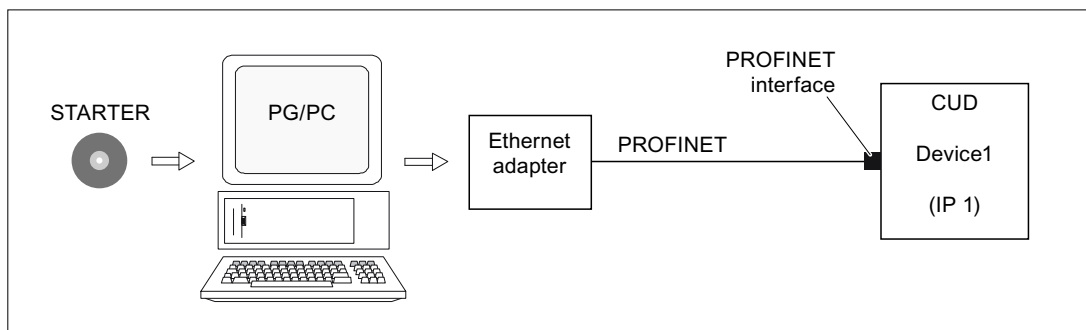 STARTER
PG/PC
Ethernet
adapter
PROFINET
PROFINET
interface
CUD
Device1
(IP 1)